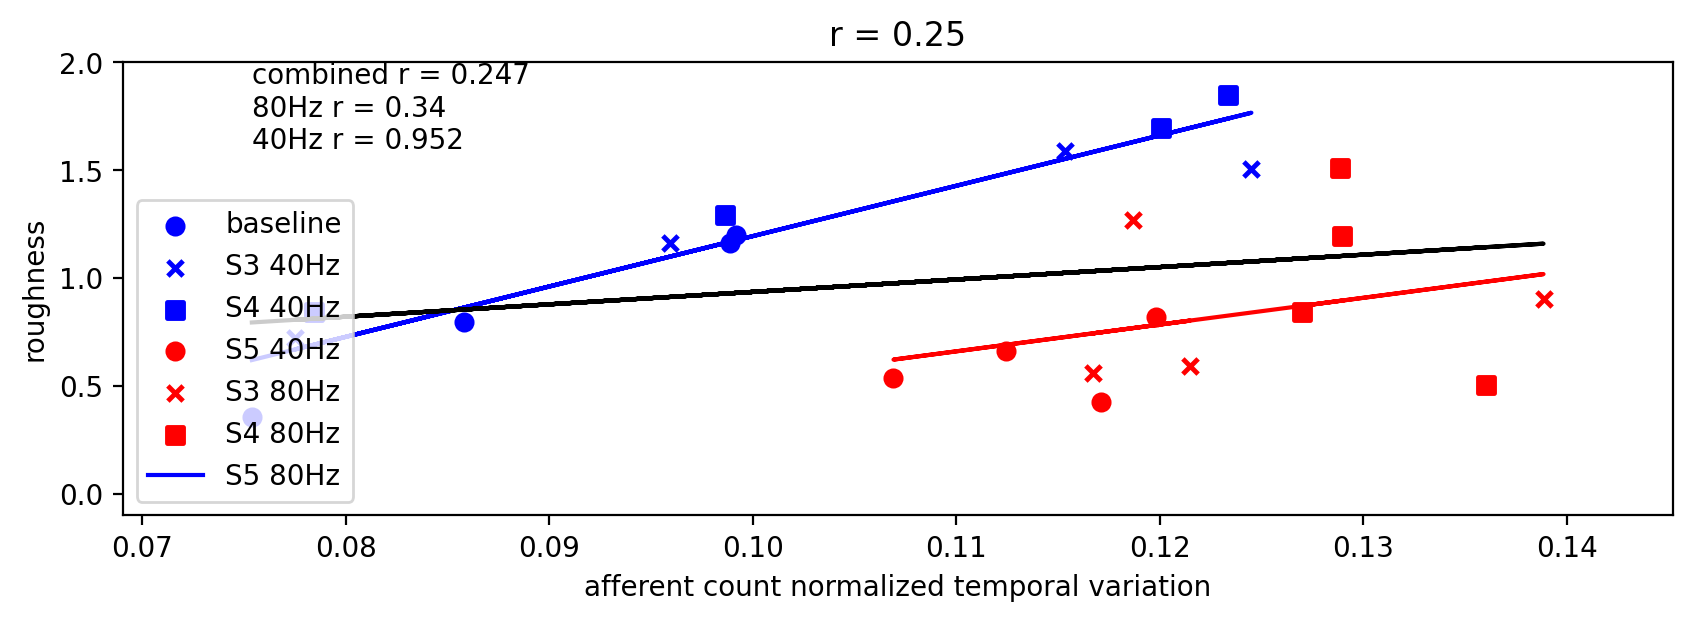 r = 0.25
combined r = 0.247
80Hz r = 0.34
40Hz r = 0.952
baseline
S3 40Hz
S4 40Hz
S5 40Hz
S3 80Hz
S4 80Hz
S5 80Hz
roughness
2.0
1.5
1.0
0.5
0.0
0.07 0.08 0.09 0.10 0.11 0.12 0.13 0.14
afferent count normalized temporal variation